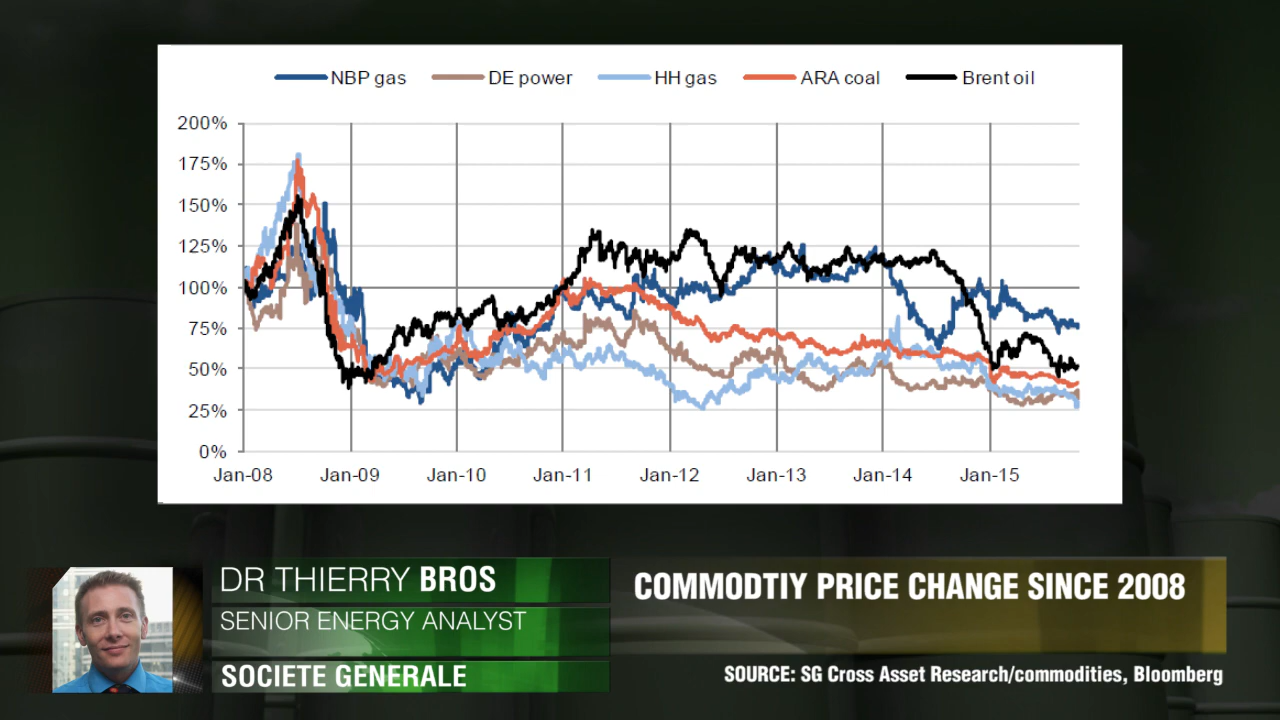 NBP gas DE power HH gas ARA coal Brent oil
200%
175%
150%
125%
100%
75%
50%
25%
0%
Jan-08 Jan-09 Jan-10 Jan-11 Jan-12 Jan-13 Jan-14 Jan-15
DR THIERRY BROS
SENIOR ENERGY ANALYST
SOCIETE GENERALE
COMMODTIY PRICE CHANGE SINCE 2008
SOURCE: SG Cross Asset Research/commodities, Bloomberg